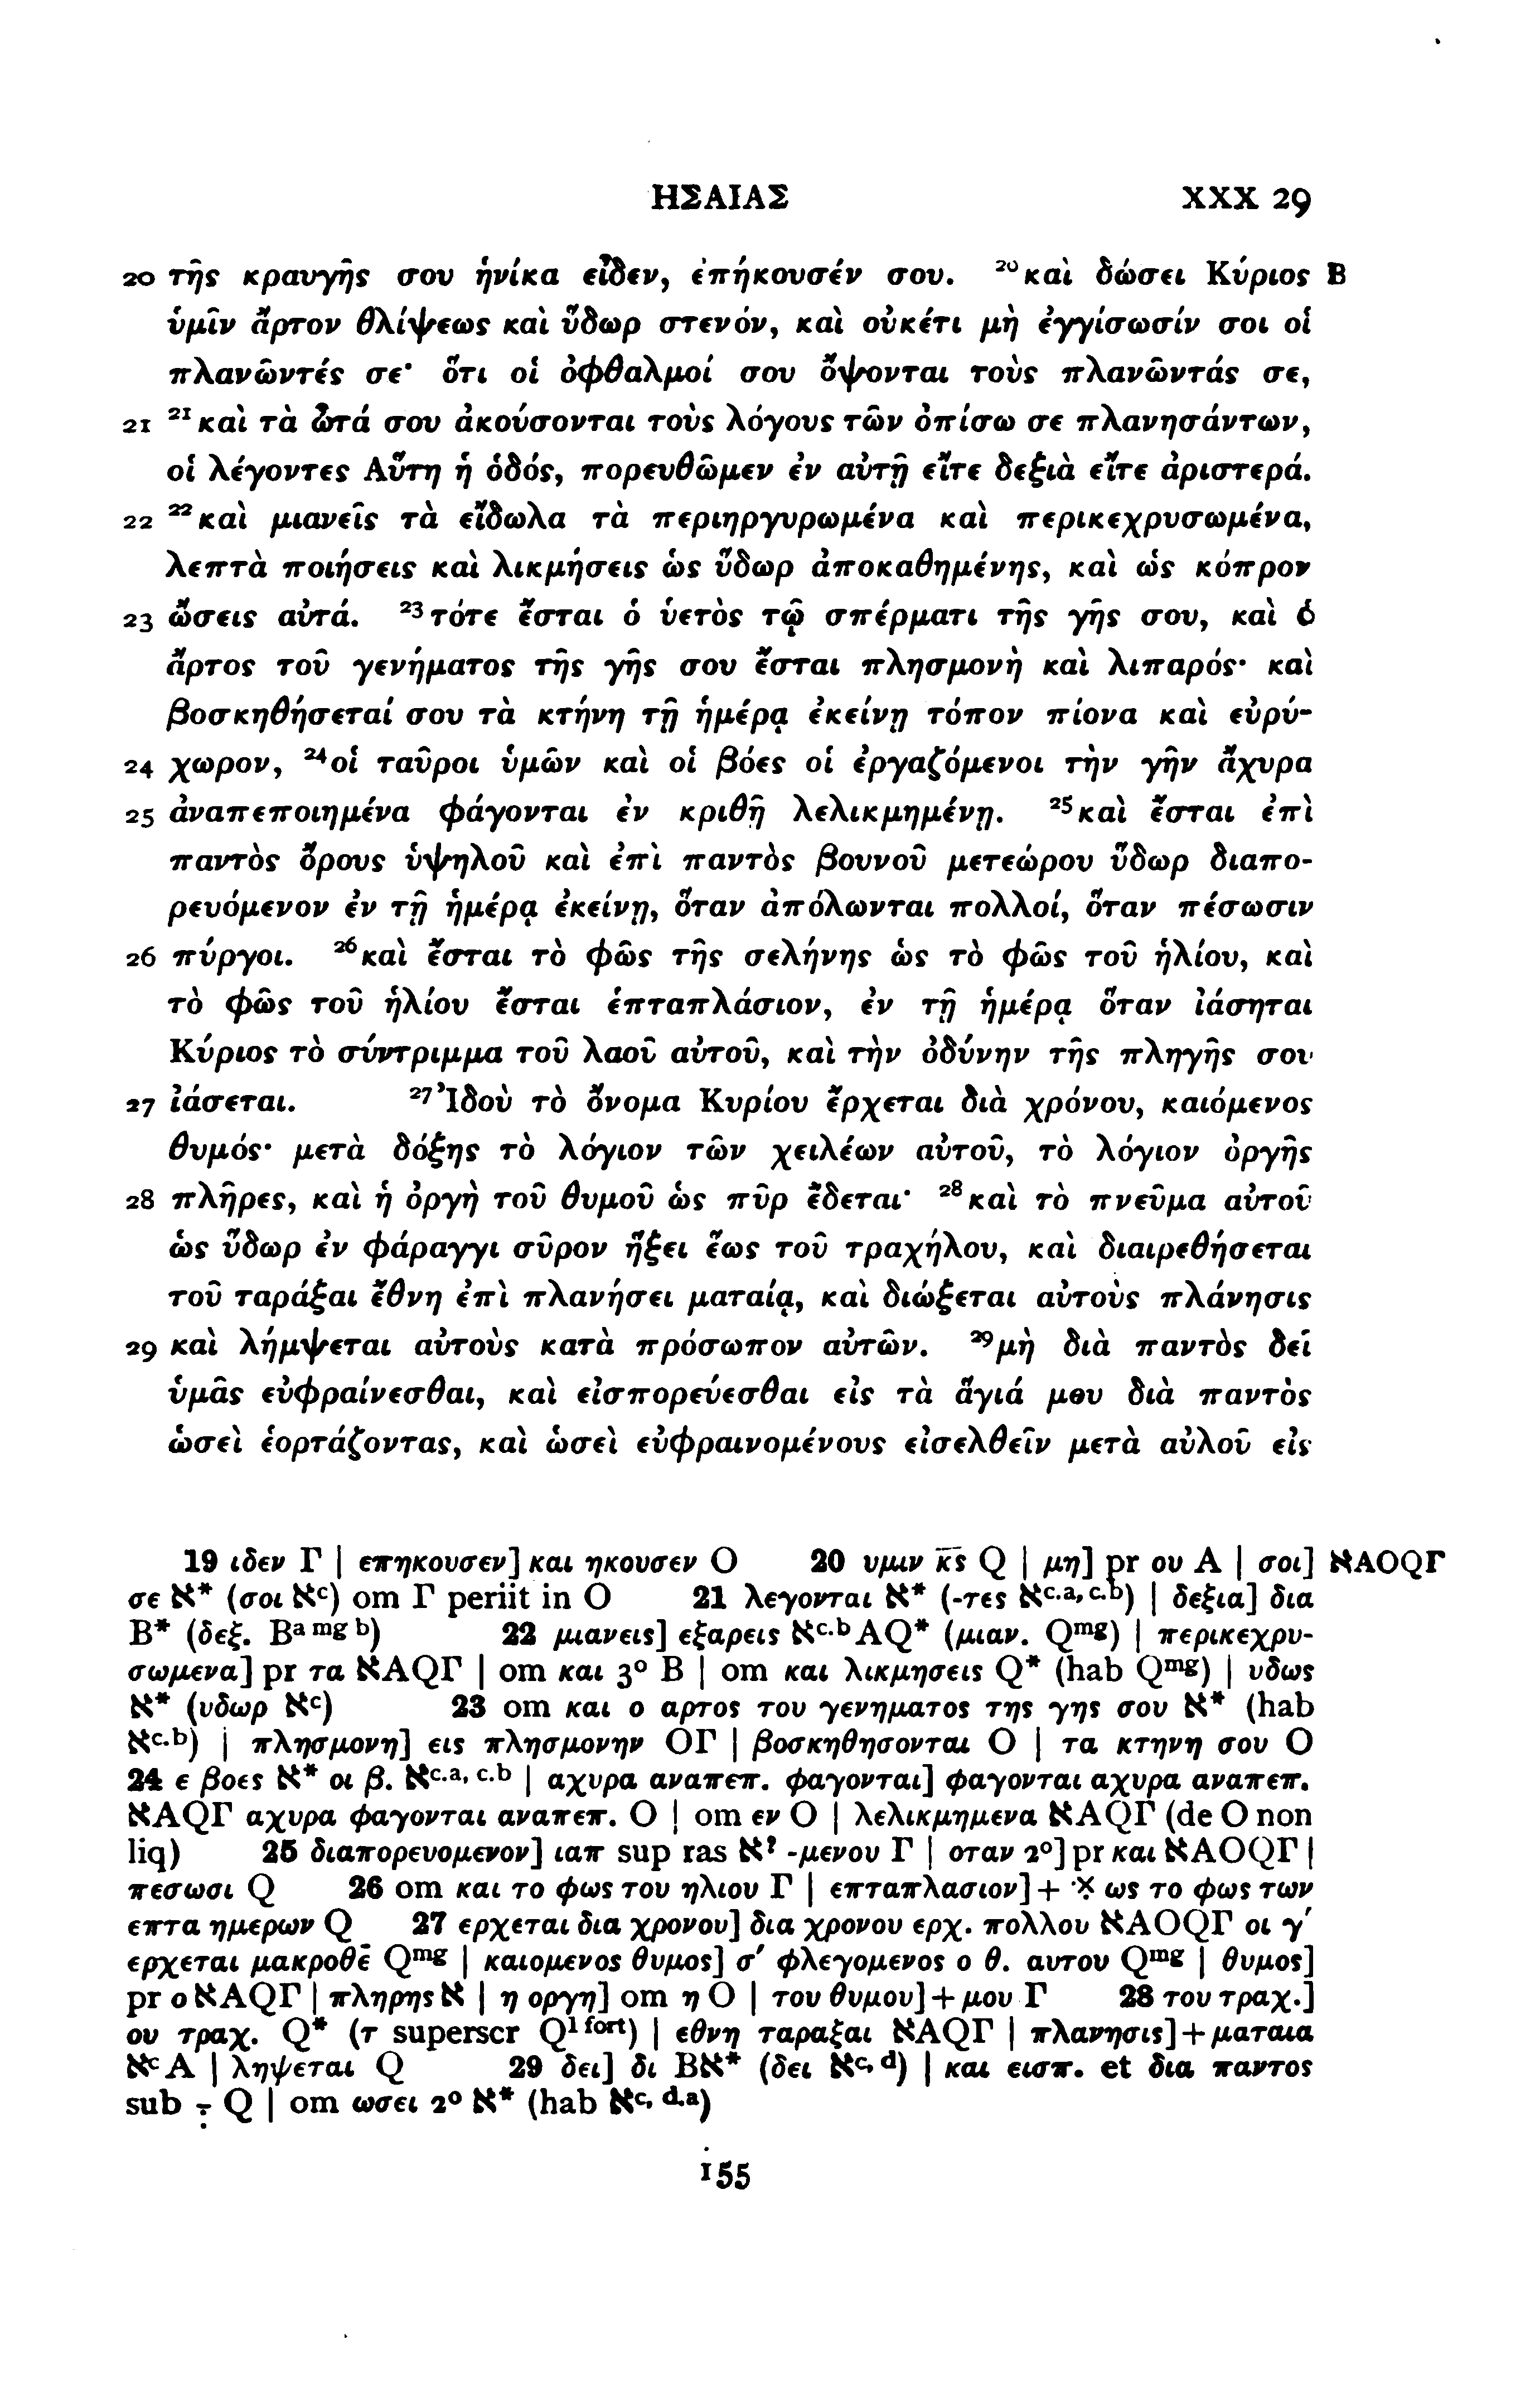 ΗΣΑΙΑΣ XXX 29
20 τῆς κραυγῆς σου ἡνίκα εἶδεν, ἐπήκουσέν σου. ²⁰καὶ δώσει Κύριος B
ὑμῖν ἄρτον θλίψεως καὶ ὕδωρ στενόν, καὶ οὐκέτι μὴ ἐγγίσωσίν σοι οἱ
πλανῶντές σε· ὅτι οἱ ὀφθαλμοί σου ὄψονται τοὺς πλανῶντάς σε,
21 ²¹καὶ τὰ ὦτά σου ἀκούσονται τοὺς λόγους τῶν ὀπίσω σε πλανησάντων,
οἱ λέγοντες Αὕτη ἡ ὁδός, πορευθῶμεν ἐν αὐτῇ εἴτε δεξιὰ εἴτε ἀριστερά.
22 ²²καὶ μιανεῖς τὰ εἴδωλα τὰ περιηργυρωμένα καὶ περικεχρυσωμένα,
λεπτὰ ποιήσεις καὶ λικμήσεις ὡς ὕδωρ ἀποκαθημένης, καὶ ὡς κόπρον
23 ὤσεις αὐτά. ²³τότε ἔσται ὁ ὑετὸς τῷ σπέρματι τῆς γῆς σου, καὶ ὁ
ἄρτος τοῦ γενήματος τῆς γῆς σου ἔσται πλησμονὴ καὶ λιπαρός· καὶ
βοσκηθήσεταί σου τὰ κτήνη τῇ ἡμέρᾳ ἐκείνῃ τόπον πίονα καὶ εὐρύ-
24 χωρον, ²⁴οἱ ταῦροι ὑμῶν καὶ οἱ βόες οἱ ἐργαζόμενοι τὴν γῆν ἄχυρα
25 ἀναπεποιημένα φάγονται ἐν κριθῇ λελικμημένῃ. ²⁵καὶ ἔσται ἐπὶ
παντὸς ὄρους ὑψηλοῦ καὶ ἐπὶ παντὸς βουνοῦ μετεώρου ὕδωρ διαπο-
ρευόμενον ἐν τῇ ἡμέρᾳ ἐκείνῃ, ὅταν ἀπόλωνται πολλοί, ὅταν πέσωσιν
26 πύργοι. ²⁶καὶ ἔσται τὸ φῶς τῆς σελήνης ὡς τὸ φῶς τοῦ ἡλίου, καὶ
τὸ φῶς τοῦ ἡλίου ἔσται ἑπταπλάσιον, ἐν τῇ ἡμέρᾳ ὅταν ἰάσηται
Κύριος τὸ σύντριμμα τοῦ λαοῦ αὐτοῦ, καὶ τὴν ὀδύνην τῆς πληγῆς σου
27 ἰάσεται. ²⁷Ἰδοὺ τὸ ὄνομα Κυρίου ἔρχεται διὰ χρόνου, καιόμενος
θυμός· μετὰ δόξης τὸ λόγιον τῶν χειλέων αὐτοῦ, τὸ λόγιον ὀργῆς
28 πλῆρες, καὶ ἡ ὀργὴ τοῦ θυμοῦ ὡς πῦρ ἔδεται· ²⁸καὶ τὸ πνεῦμα αὐτοῦ
ὡς ὕδωρ ἐν φάραγγι σῦρον ἥξει ἕως τοῦ τραχήλου, καὶ διαιρεθήσεται
τοῦ ταράξαι ἔθνη ἐπὶ πλανήσει ματαίᾳ, καὶ διώξεται αὐτοὺς πλάνησις
29 καὶ λήμψεται αὐτοὺς κατὰ πρόσωπον αὐτῶν. ²⁹μὴ διὰ παντὸς δεῖ
ὑμᾶς εὐφραίνεσθαι, καὶ εἰσπορεύεσθαι εἰς τὰ ἅγιά μου διὰ παντὸς
ὡσεὶ ἑορτάζοντας, καὶ ὡσεὶ εὐφραινομένους εἰσελθεῖν μετὰ αὐλοῦ εἰς
19 ιδεν Γ | επηκουσεν] και ηκουσεν O 20 υμιν κ̅ς̅ Q | μη] pr ου A | σοι] אAOQΓ
σε א* (σοι אᶜ) om Γ periit in O 21 λεγονται א* (-τες אᶜ·ᵃ, ᶜ·ᵇ) | δεξια] δια
B* (δεξ. Bᵃ ᵐᵍ ᵇ) 22 μιανεις] εξαρεις אᶜ·ᵇAQ* (μιαν. Qᵐᵍ) | περικεχρυ-
σωμενα] pr τα אAQΓ | om και 3° B | om και λικμησεις Q* (hab Qᵐᵍ) | υδως
א* (υδωρ אᶜ) 23 om και ο αρτος του γενηματος της γης σου א* (hab
אᶜ·ᵇ) | πλησμονη] εις πλησμονην OΓ | βοσκηθησονται O | τα κτηνη σου O
24 ε βοες א* οι β. אᶜ·ᵃ, ᶜ·ᵇ | αχυρα αναπεπ. φαγονται] φαγονται αχυρα αναπεπ.
אAQΓ αχυρα φαγονται αναπεπ. O | om εν O | λελικμημενα אAQΓ (de O non
liq) 25 διαπορευομενον] ιαπ sup ras א? -μενου Γ | οταν 2°] pr και אAOQΓ |
πεσωσι Q 26 om και το φως του ηλιου Γ | επταπλασιον] + ※ ως το φως των
επτα ημερων Q 27 ερχεται δια χρονου] δια χρονου ερχ. πολλου אAOQΓ οι γ′
ερχεται μακροθε̅ Qᵐᵍ | καιομενος θυμος] σ′ φλεγομενος ο θ. αυτου Qᵐᵍ | θυμος]
pr ο אAQΓ | πληρης א | η οργη] om η O | του θυμου] + μου Γ 28 του τραχ.]
ου τραχ. Q* (τ superscr Q¹ ᶠᵒʳᵗ) | εθνη ταραξαι אAQΓ | πλανησις] + ματαια
אᶜA | ληψεται Q 29 δει] δι Bא* (δει אᶜ· ᵈ) | και εισπ. et δια παντος
sub ⁒ Q | om ωσει 2° א* (hab אᶜ· ᵈ·ᵃ)
155